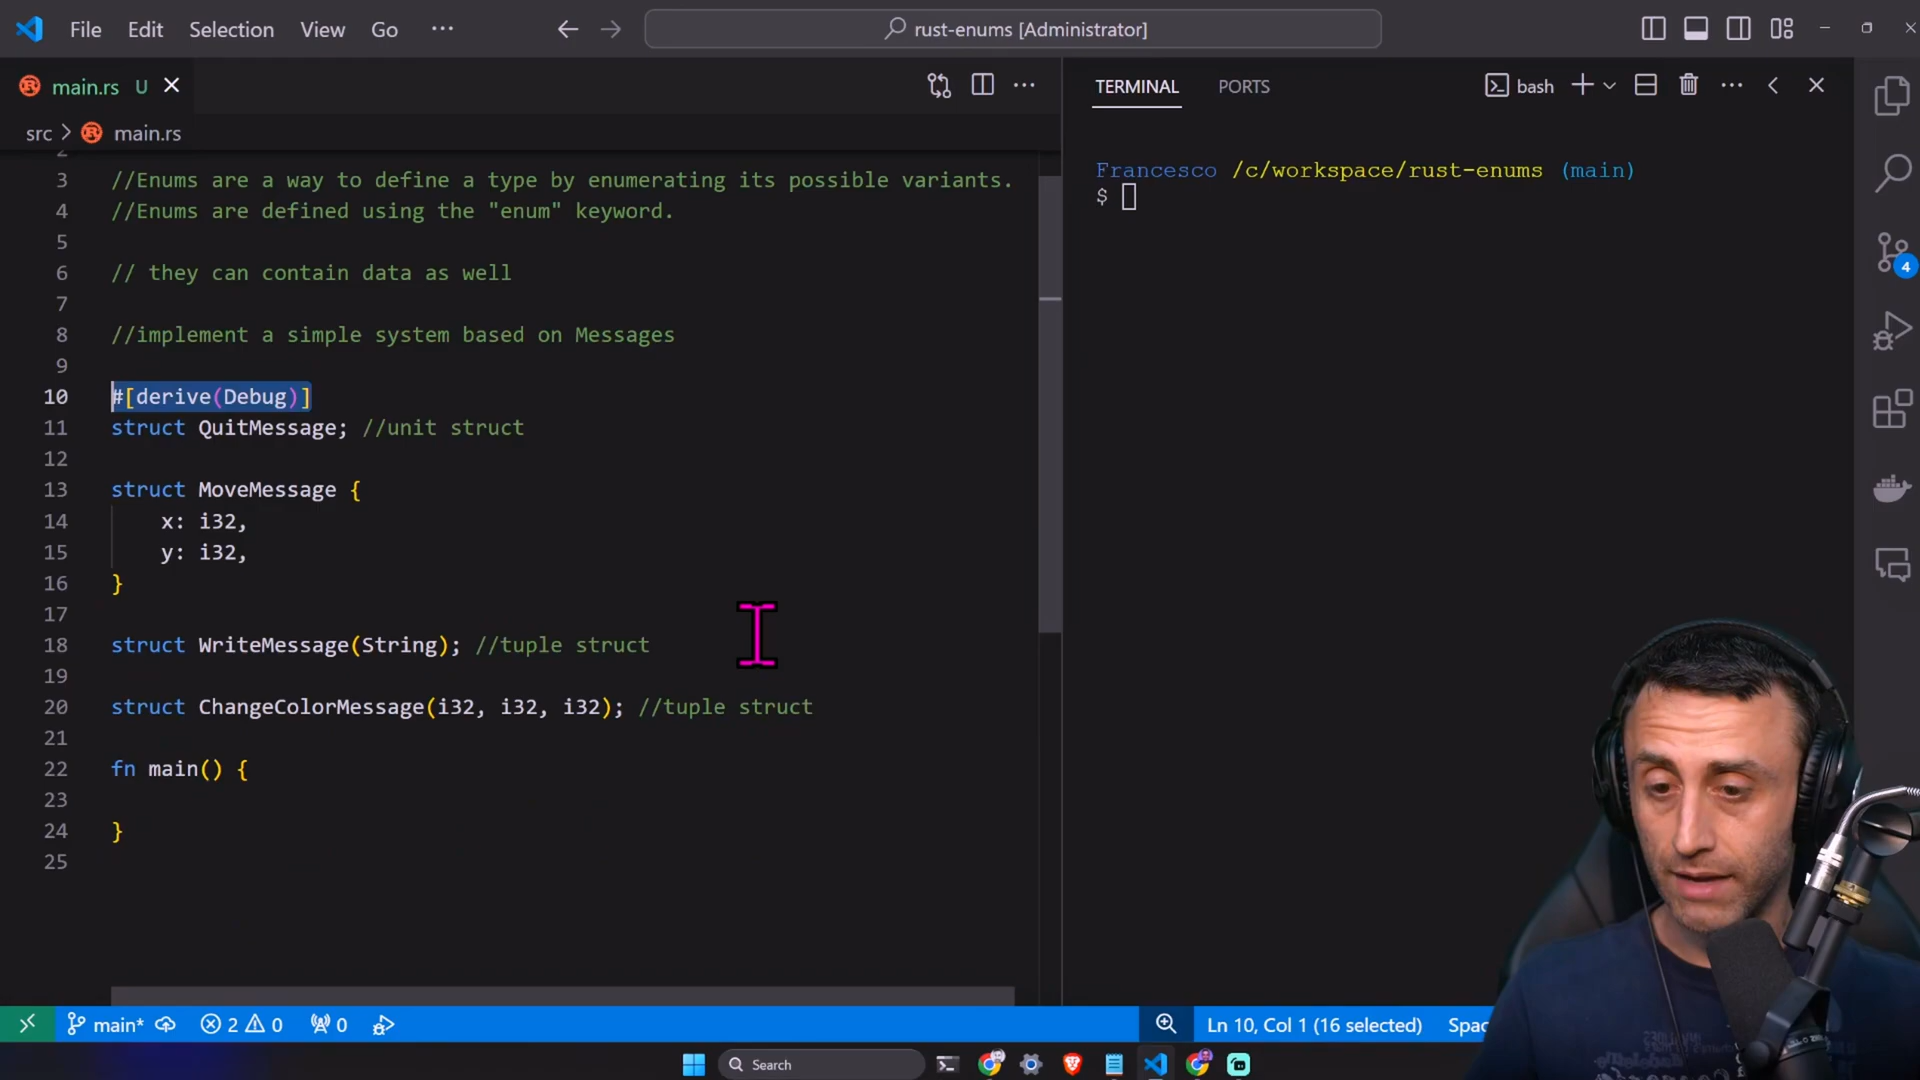 File Edit Selection View Go ···
rust-enums [Administrator]
main.rs U
src > main.rs
2
3 //Enums are a way to define a type by enumerating its possible variants.
4 //Enums are defined using the "enum" keyword.
5
6 // they can contain data as well
7
8 //implement a simple system based on Messages
9
10 #[derive(Debug)]
11 struct QuitMessage; //unit struct
12
13 struct MoveMessage {
14 x: i32,
15 y: i32,
16 }
17
18 struct WriteMessage(String); //tuple struct
19
20 struct ChangeColorMessage(i32, i32, i32); //tuple struct
21
22 fn main() {
23
24 }
25
TERMINAL PORTS
bash
Francesco /c/workspace/rust-enums (main)
$
4
main* 2 0 0
Ln 10, Col 1 (16 selected) Spac
Search